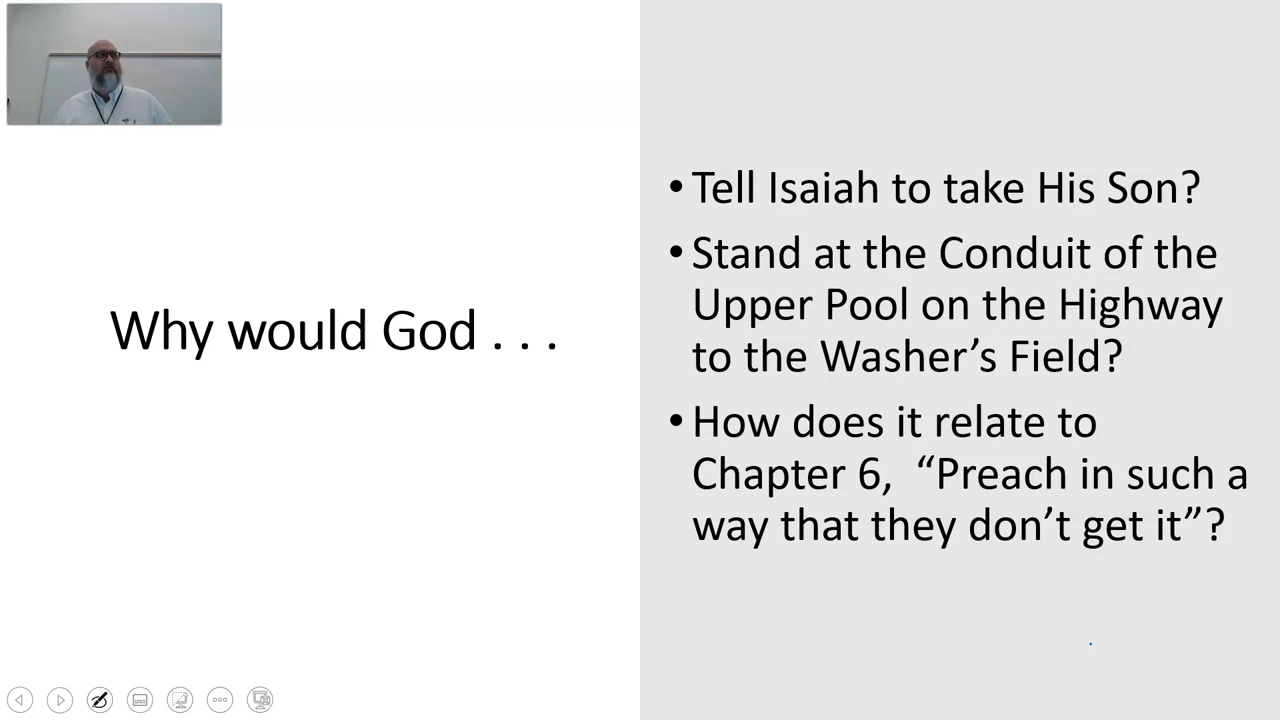 Why would God . . .
• Tell Isaiah to take His Son?
• Stand at the Conduit of the
Upper Pool on the Highway
to the Washer’s Field?
• How does it relate to
Chapter 6,  “Preach in such a
way that they don’t get it”?